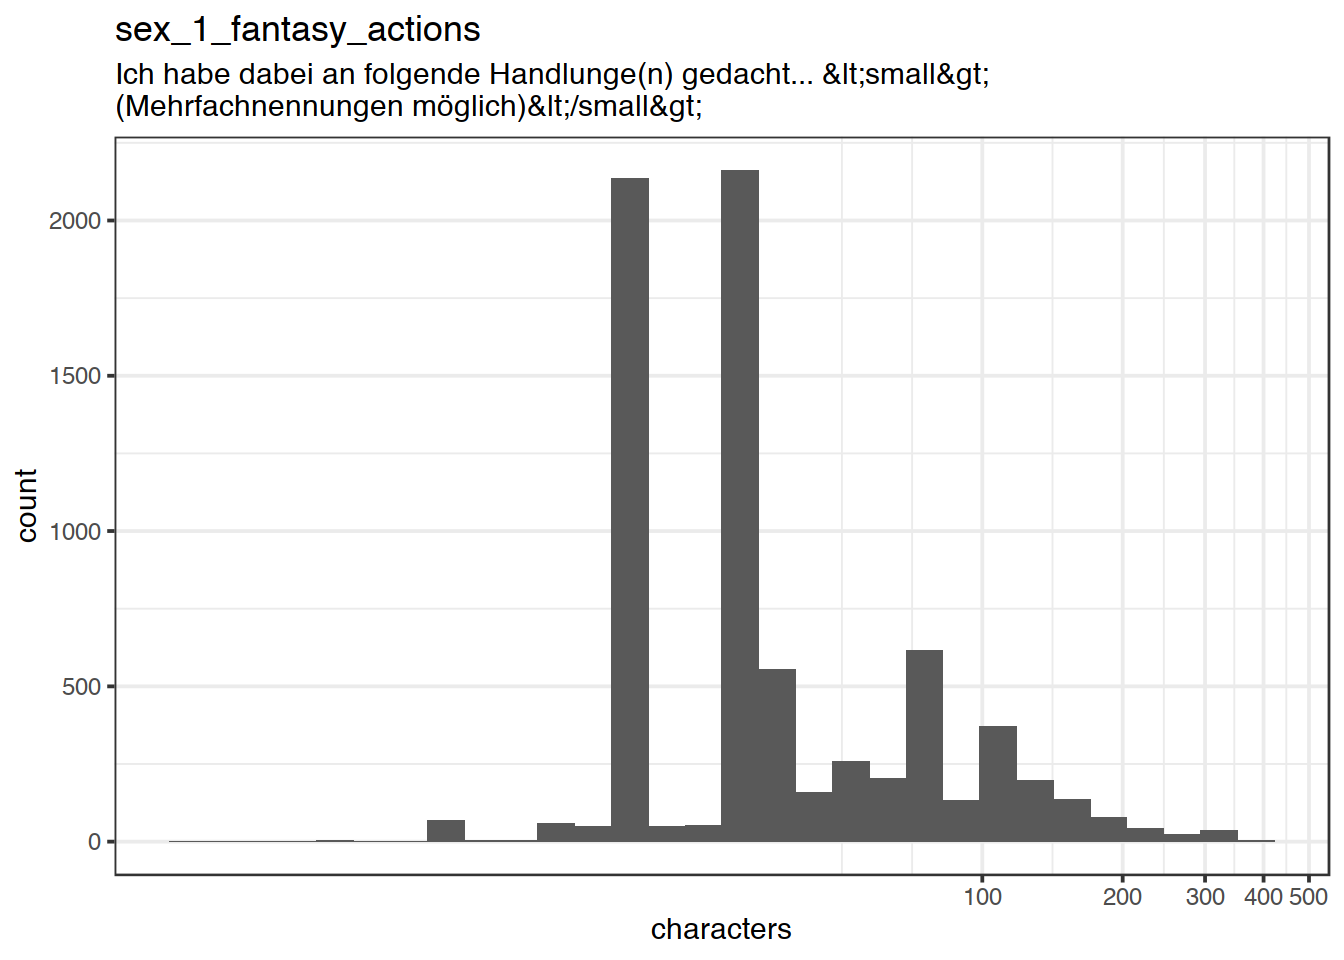 sex_1_fantasy_actions
Ich habe dabei an folgende Handlunge(n) gedacht... &lt;small&gt;
(Mehrfachnennungen möglich)&lt;/small&gt;
count
2000
1500
1000
500
0
100 200 300 400 500
characters